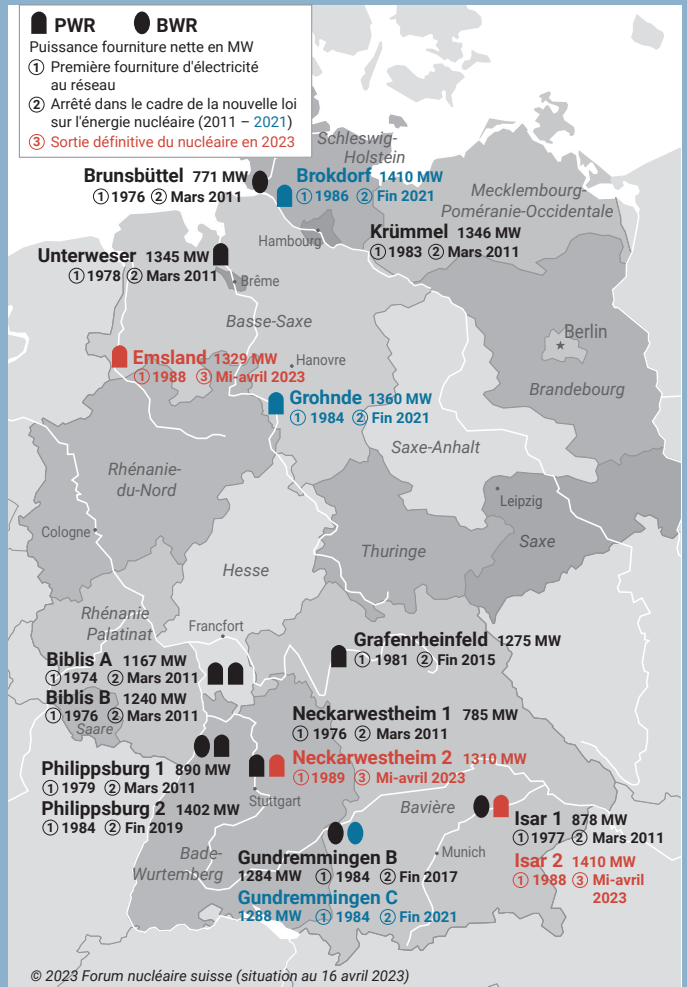 PWR BWR
Puissance fourniture nette en MW
① Première fourniture d'électricité
au réseau
② Arrêté dans le cadre de la nouvelle loi
sur l'énergie nucléaire (2011 – 2021)
③ Sortie définitive du nucléaire en 2023
Schleswig-
Holstein
Brunsbüttel 771 MW
① 1976 ② Mars 2011
Brokdorf 1410 MW
① 1986 ② Fin 2021
Mecklembourg-
Poméranie-Occidentale
Hambourg
Krümmel 1346 MW
① 1983 ② Mars 2011
Unterweser 1345 MW
① 1978 ② Mars 2011
Brême
Basse-Saxe
Berlin
Emsland 1329 MW
① 1988 ③ Mi-avril 2023
Hanovre
Brandebourg
Grohnde 1360 MW
① 1984 ② Fin 2021
Saxe-Anhalt
Rhénanie-
du-Nord
Leipzig
Cologne
Saxe
Thuringe
Hesse
Rhénanie
Palatinat
Francfort
Grafenrheinfeld 1275 MW
① 1981 ② Fin 2015
Biblis A 1167 MW
① 1974 ② Mars 2011
Biblis B 1240 MW
① 1976 ② Mars 2011
Saare
Neckarwestheim 1 785 MW
① 1976 ② Mars 2011
Neckarwestheim 2 1310 MW
① 1989 ③ Mi-avril 2023
Philippsburg 1 890 MW
① 1979 ② Mars 2011
Philippsburg 2 1402 MW
① 1984 ② Fin 2019
Stuttgart
Bavière
Isar 1 878 MW
① 1977 ② Mars 2011
Isar 2 1410 MW
① 1988 ③ Mi-avril
2023
Munich
Bade-
Wurtemberg
Gundremmingen B
1284 MW ① 1984 ② Fin 2017
Gundremmingen C
1288 MW ① 1984 ② Fin 2021
© 2023 Forum nucléaire suisse (situation au 16 avril 2023)